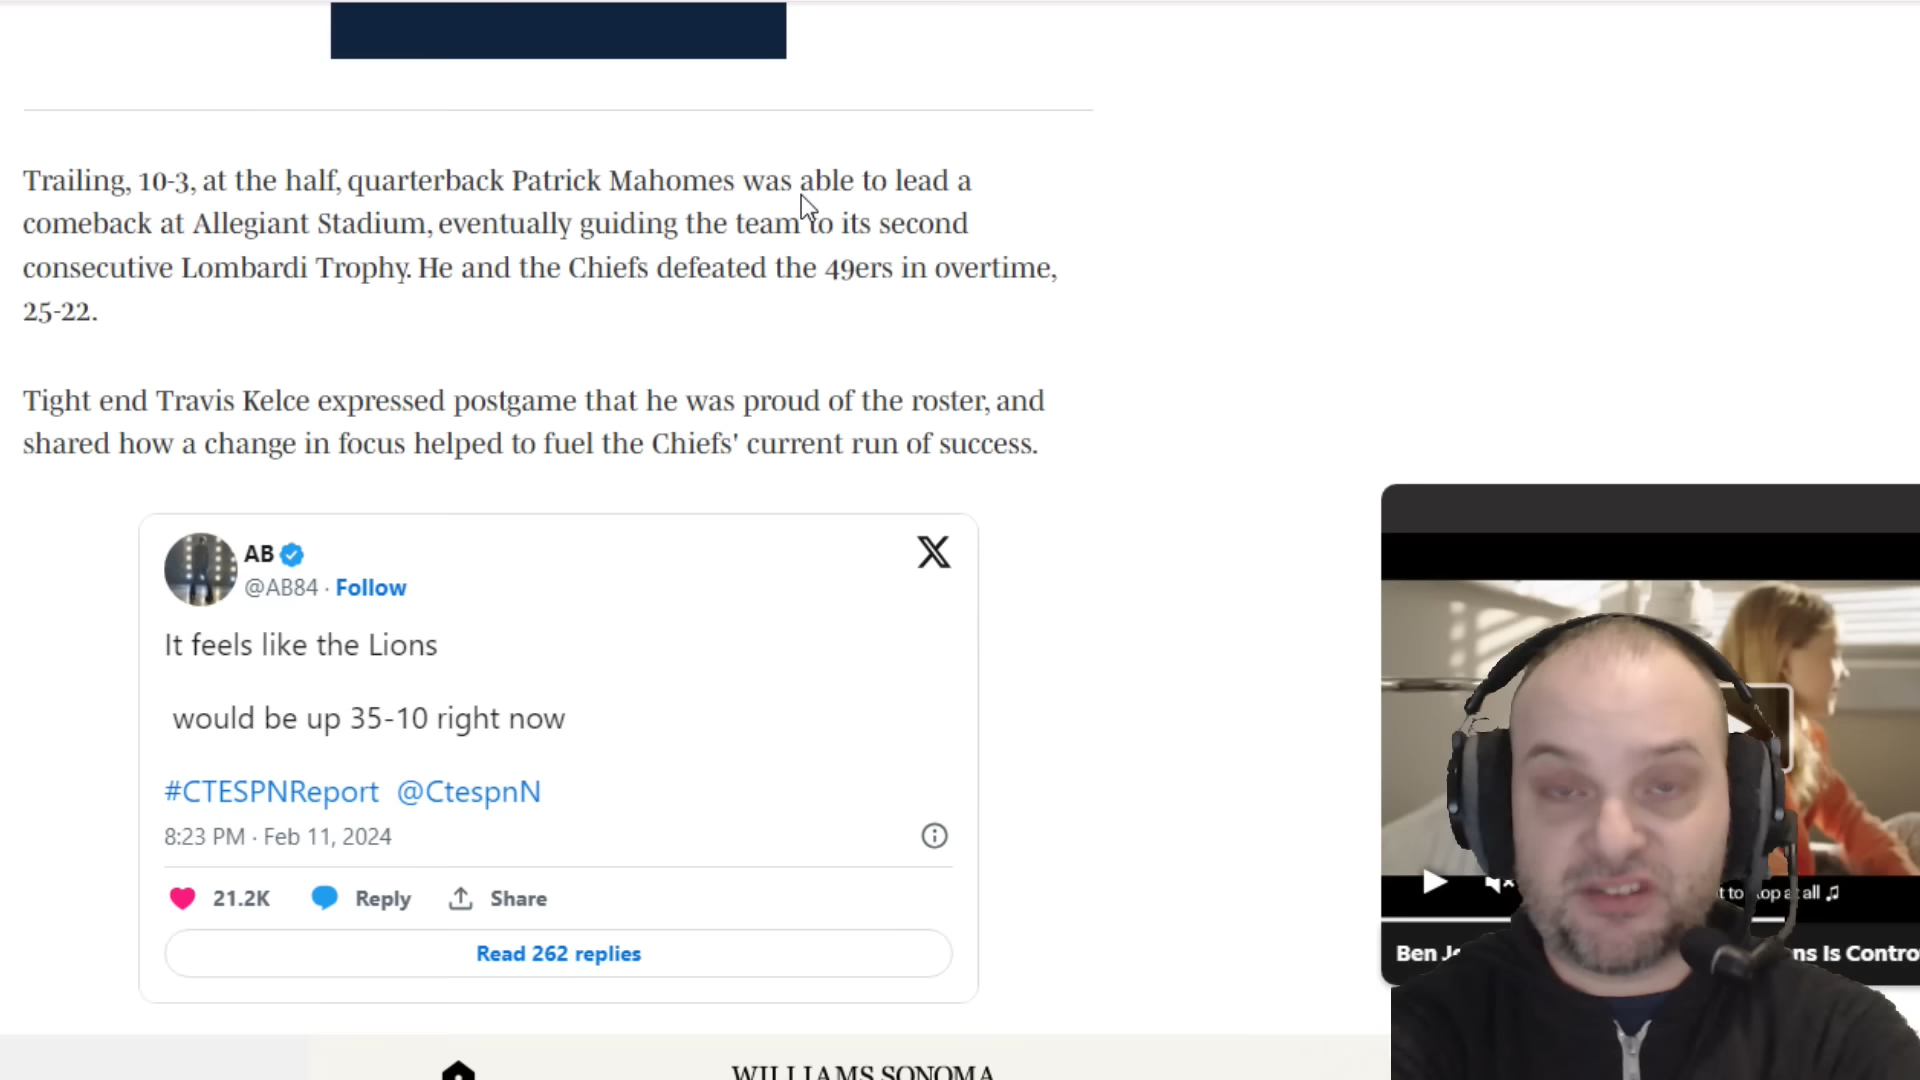 Trailing, 10-3, at the half, quarterback Patrick Mahomes was able to lead a
comeback at Allegiant Stadium, eventually guiding the team to its second
consecutive Lombardi Trophy. He and the Chiefs defeated the 49ers in overtime,
25-22.
Tight end Travis Kelce expressed postgame that he was proud of the roster, and
shared how a change in focus helped to fuel the Chiefs' current run of success.
AB
@AB84 · Follow
It feels like the Lions
would be up 35-10 right now
#CTESPNReport @CtespnN
8:23 PM · Feb 11, 2024
21.2K Reply Share
Read 262 replies
to all ♫
Ben Is
WILLIAMS SONOMA